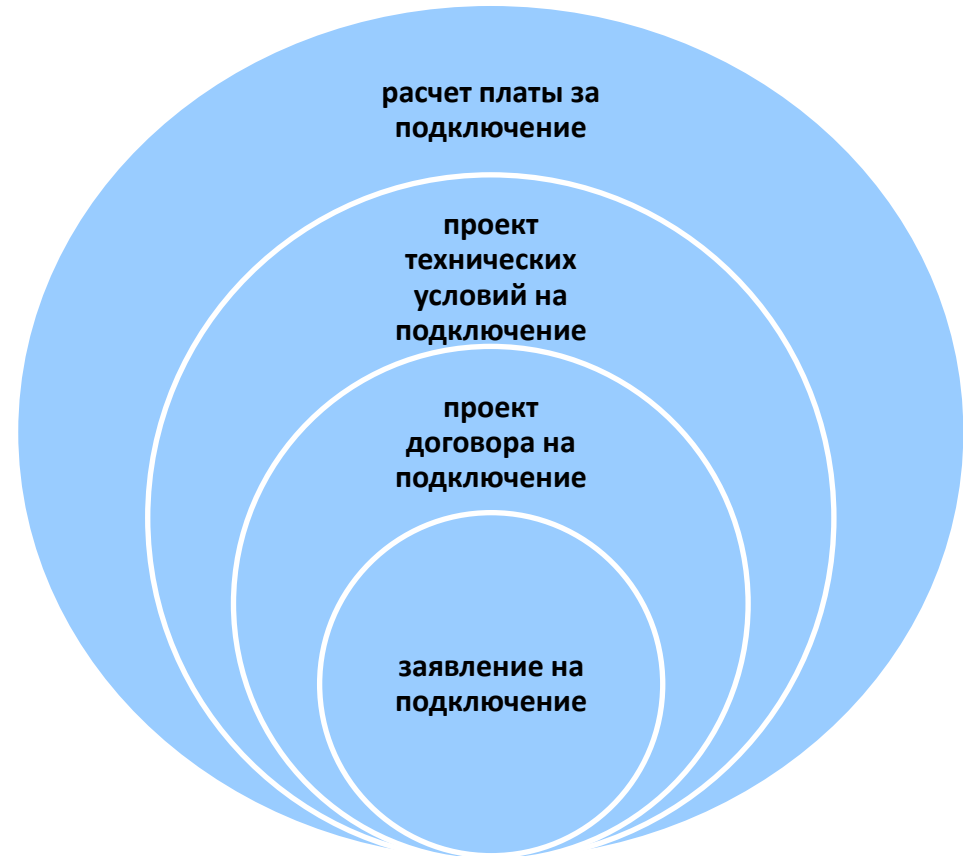 расчет платы за
подключение
проект
технических
условий на
подключение
проект
договора на
подключение
заявление на
подключение